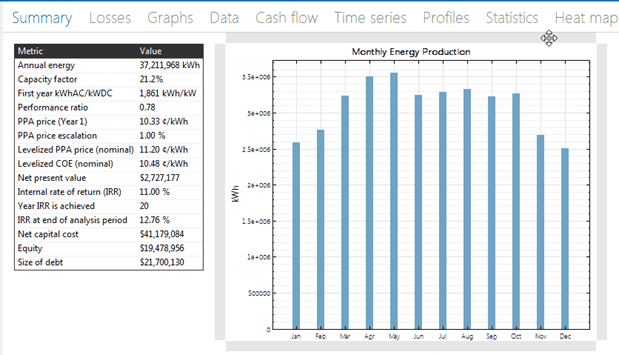 Summary Losses Graphs Data Cash flow Time series Profiles Statistics Heat map
Metric Value
Annual energy 37,211,968 kWh
Capacity factor 21.2%
First year kWhAC/kWDC 1,861 kWh/kW
Performance ratio 0.78
PPA price (Year 1) 10.33 ¢/kWh
PPA price escalation 1.00 %
Levelized PPA price (nominal) 11.20 ¢/kWh
Levelized COE (nominal) 10.48 ¢/kWh
Net present value $2,727,177
Internal rate of return (IRR) 11.00 %
Year IRR is achieved 20
IRR at end of analysis period 12.76 %
Net capital cost $41,179,084
Equity $19,478,956
Size of debt $21,700,130
Monthly Energy Production
kWh
3.5e+006
3e+006
2.5e+006
2e+006
1.5e+006
1e+006
500000
0
Jan Feb Mar Apr May Jun Jul Aug Sep Oct Nov Dec